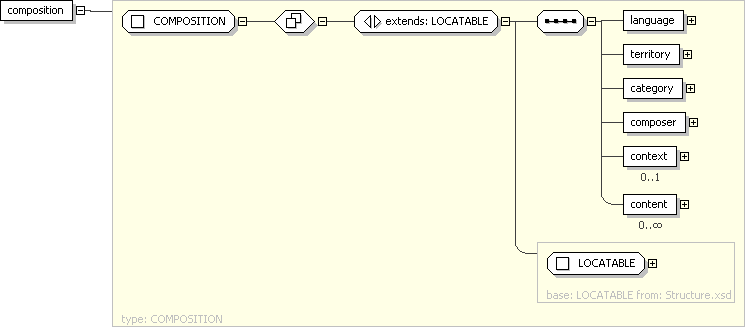 composition
COMPOSITION
extends: LOCATABLE
language
territory
category
composer
context
0..1
content
0..∞
LOCATABLE
base: LOCATABLE from: Structure.xsd
type: COMPOSITION